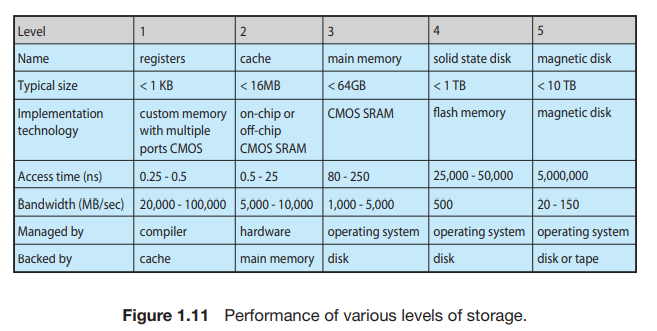 Level 1 2 3 4 5
Name registers cache main memory solid state disk magnetic disk
Typical size < 1 KB < 16MB < 64GB < 1 TB < 10 TB
Implementation technology custom memory with multiple ports CMOS on-chip or off-chip CMOS SRAM CMOS SRAM flash memory magnetic disk
Access time (ns) 0.25 - 0.5 0.5 - 25 80 - 250 25,000 - 50,000 5,000,000
Bandwidth (MB/sec) 20,000 - 100,000 5,000 - 10,000 1,000 - 5,000 500 20 - 150
Managed by compiler hardware operating system operating system operating system
Backed by cache main memory disk disk disk or tape
Figure 1.11 Performance of various levels of storage.